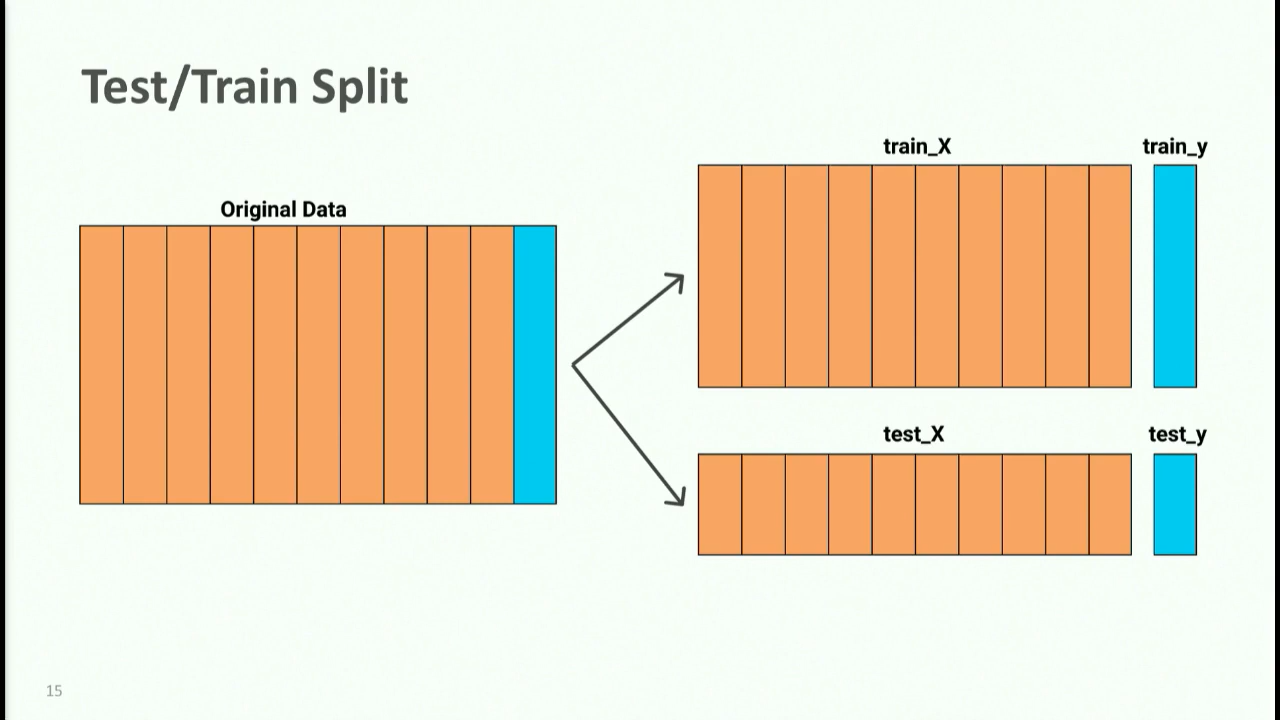 Test/Train Split
Original Data
train_X
train_y
test_X
test_y
15